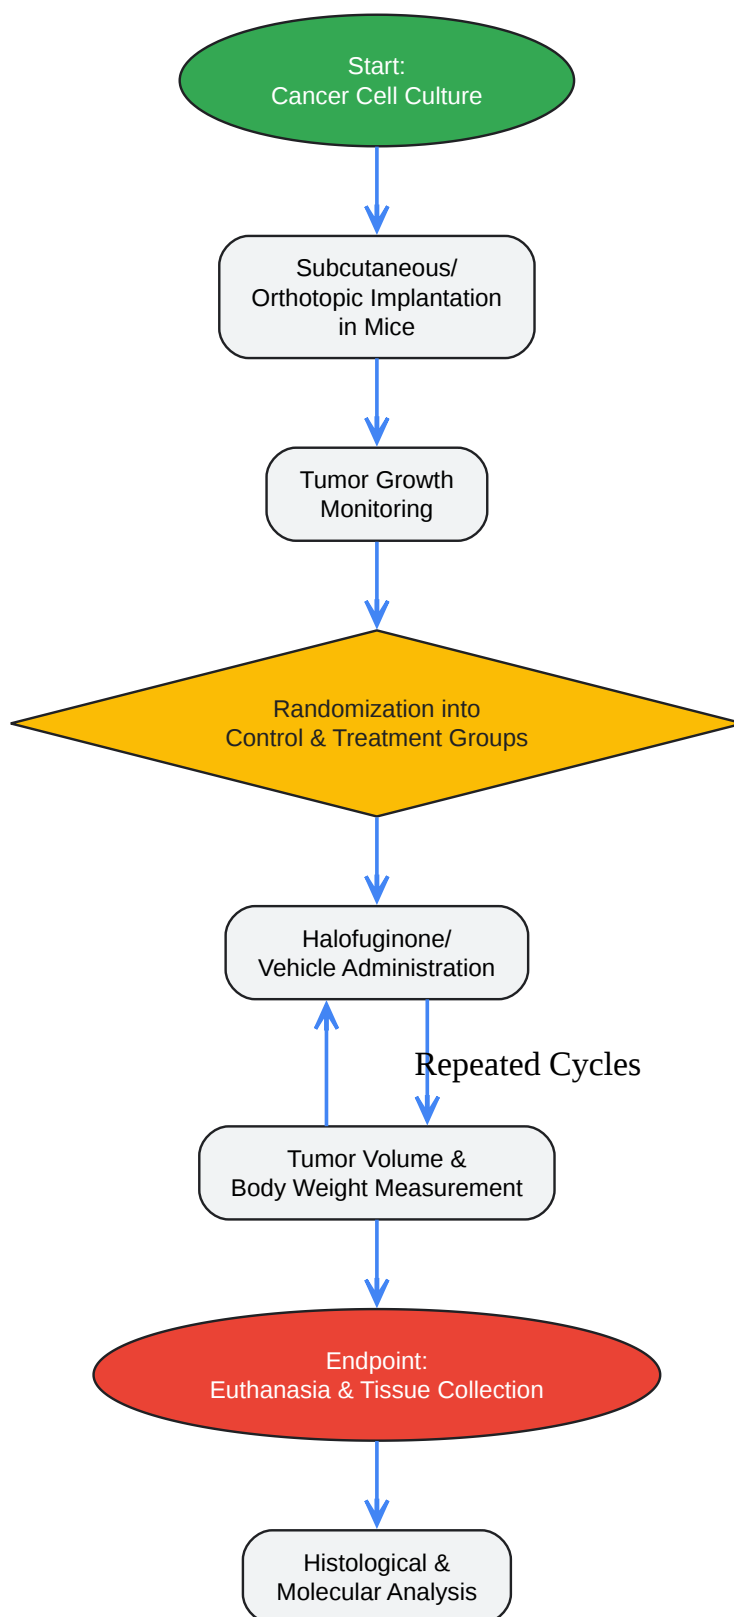 Start:
Cancer Cell Culture
Subcutaneous/
Orthotopic Implantation
in Mice
Tumor Growth
Monitoring
Randomization into
Control & Treatment Groups
Halofuginone/
Vehicle Administration
Repeated Cycles
Tumor Volume &
Body Weight Measurement
Endpoint:
Euthanasia & Tissue Collection
Histological &
Molecular Analysis